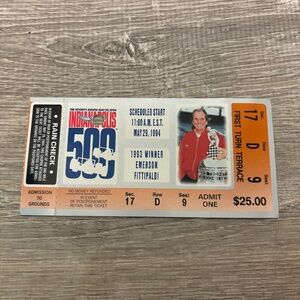 RAIN CHECK
ADMISSION
TO
GROUNDS
INDIANAPOLIS
500
NO MONEY REFUNDED
IN EVENT
OF POSTPONEMENT
RETAIN THIS TICKET
SCHEDULED START
11:00 A.M. E.S.T.
MAY 29, 1994
1993 WINNER
EMERSON
FITTIPALDI
Sec. Row Seat
17 D 9
ADMIT
ONE
17 D 9
FIRST TURN TERRACE
$25.00